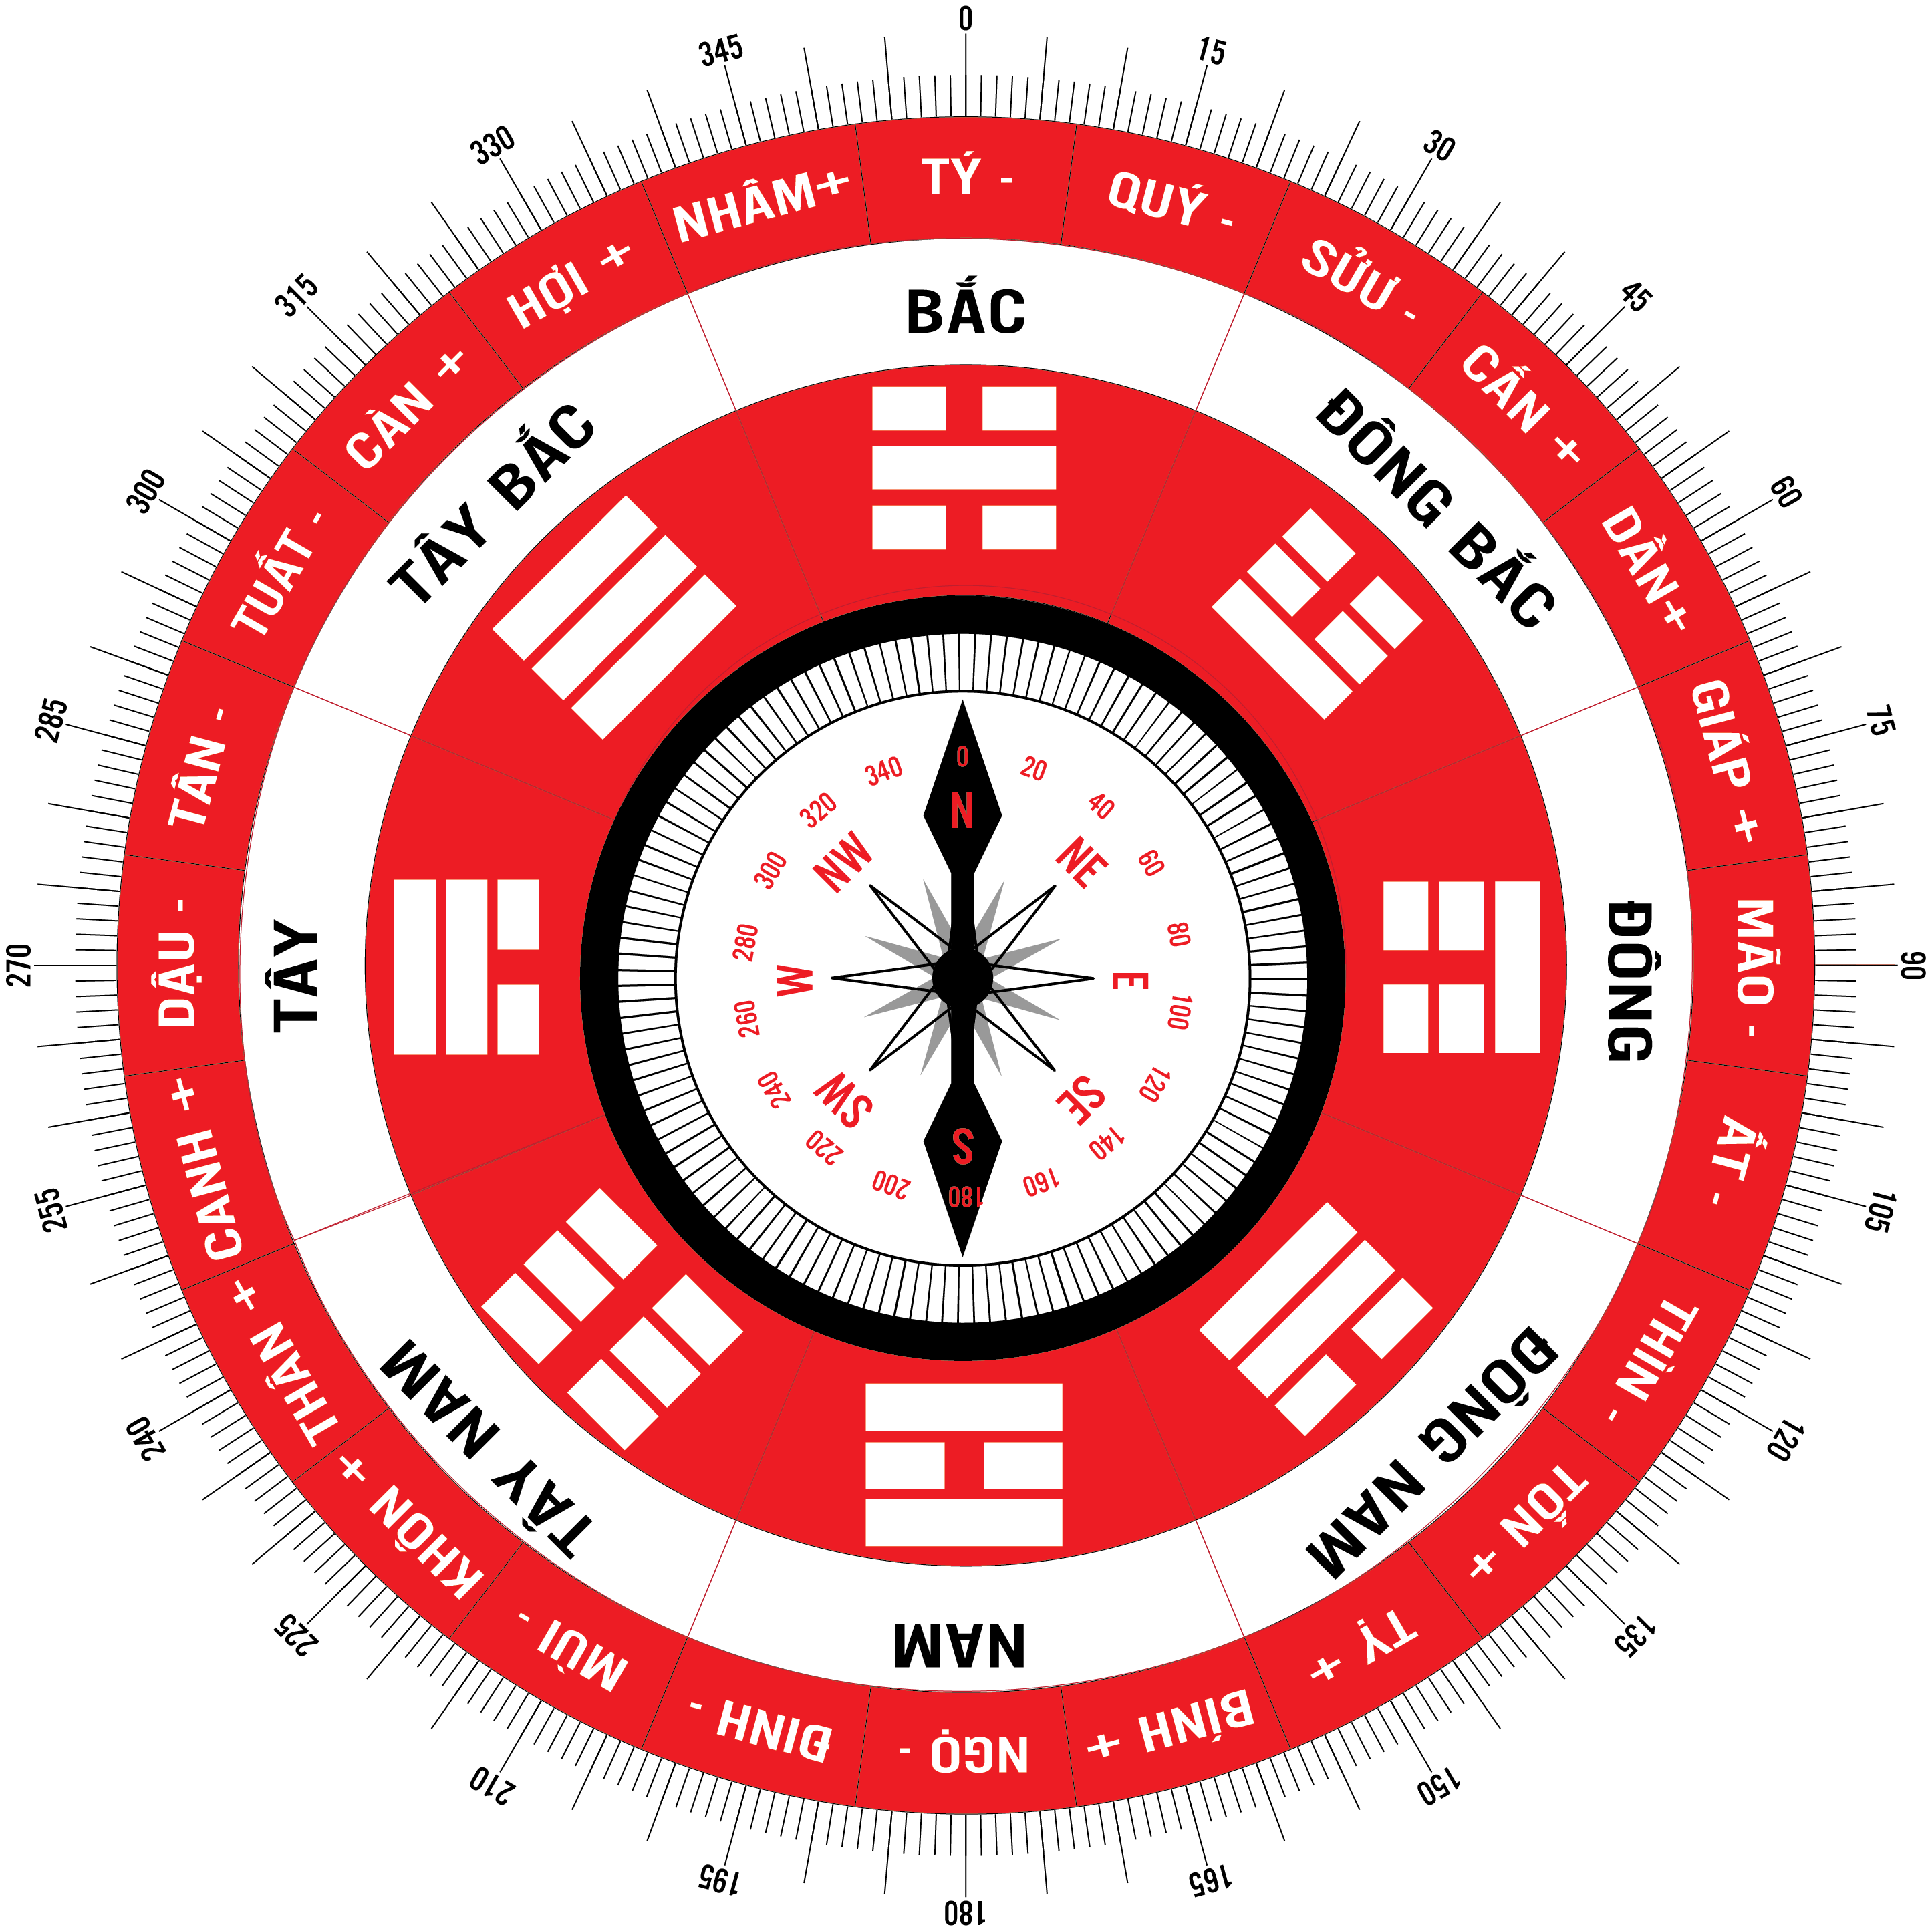 0
15
30
45
60
75
90
105
120
135
150
165
180
195
210
225
240
255
270
285
300
315
330
345
TÝ -
QUÝ -
SỬU -
CẤN +
DẦN+
GIÁP +
MÃO -
ẤT -
THÌN -
TỐN +
TỴ +
BÍNH +
NGỌ -
ĐINH -
MÙI -
KHÔN +
THÂN +
CANH +
DẬU -
TÂN -
TUẤT -
CÀN +
HỢI +
NHÂM+
BẮC
ĐÔNG BẮC
ĐÔNG
ĐÔNG NAM
NAM
TÂY NAM
TÂY
TÂY BẮC
0
20
40
60
80
100
120
140
160
180
200
220
240
260
280
300
320
340
N
NE
E
SE
S
SW
W
NW